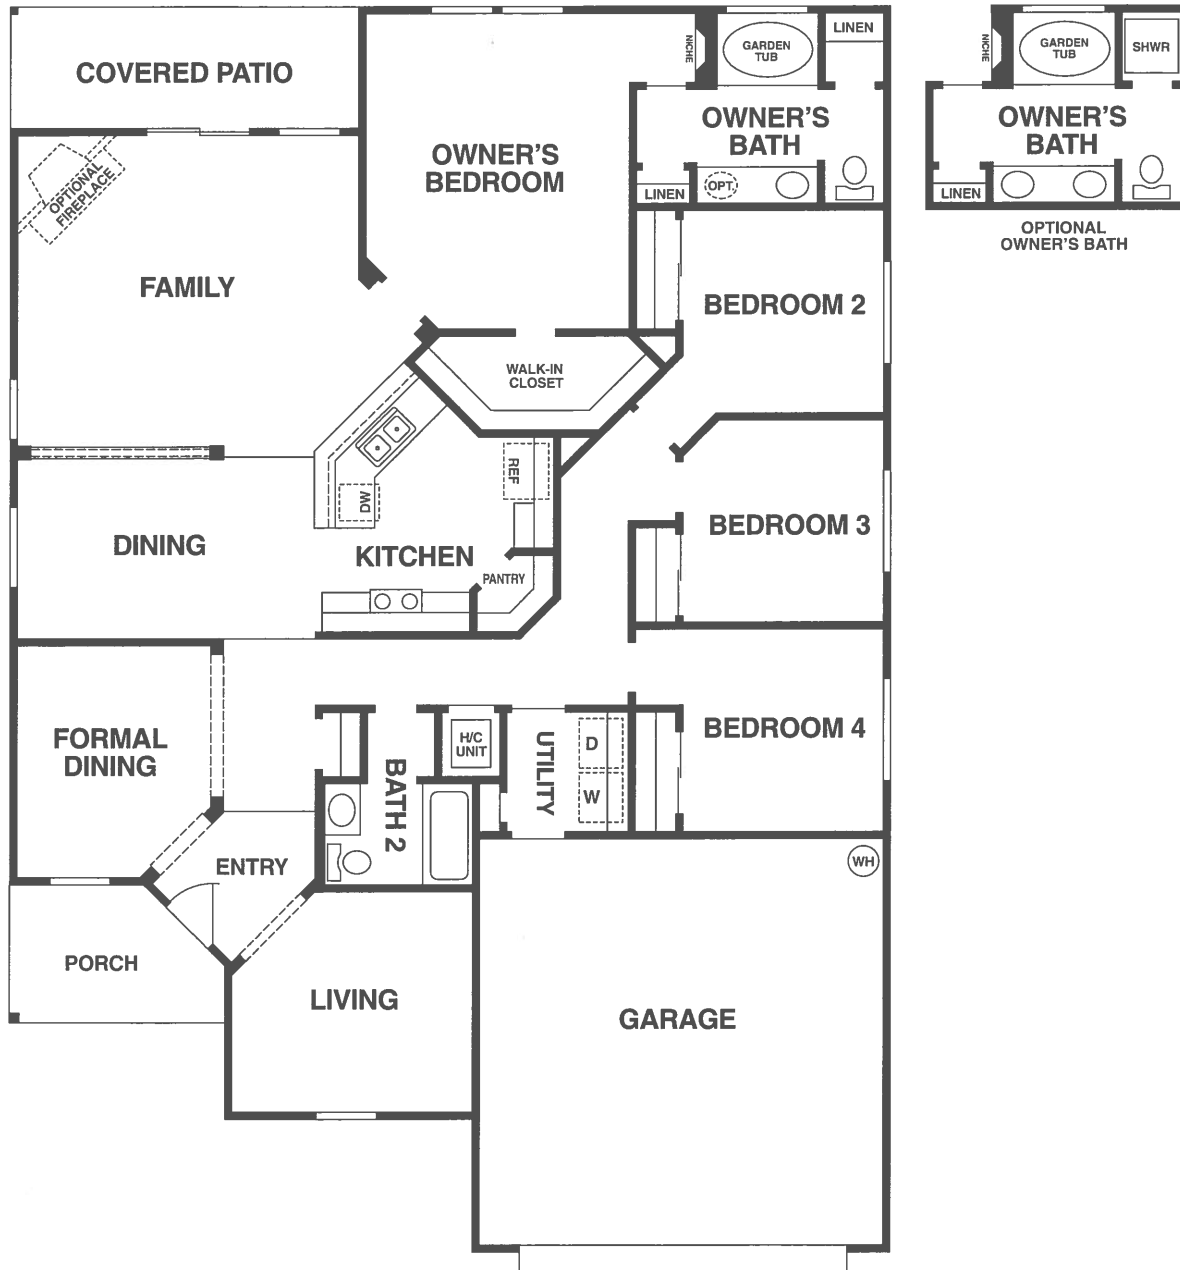 COVERED PATIO
OPTIONAL
FIREPLACE
FAMILY
OWNER'S
BEDROOM
NICHE
GARDEN
TUB
LINEN
OWNER'S
BATH
LINEN
OPT.
NICHE
GARDEN
TUB
SHWR
OWNER'S
BATH
LINEN
OPTIONAL
OWNER'S BATH
BEDROOM 2
WALK-IN
CLOSET
REF
DW
DINING
KITCHEN
PANTRY
BEDROOM 3
FORMAL
DINING
H/C
UNIT
UTILITY
D
W
BEDROOM 4
BATH 2
ENTRY
WH
PORCH
LIVING
GARAGE